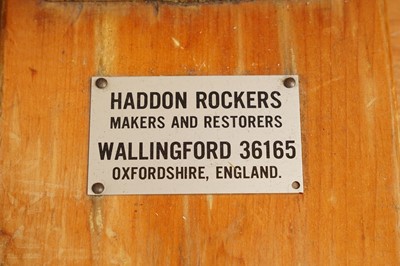 HADDON ROCKERS
MAKERS AND RESTORERS
WALLINGFORD 36165
OXFORDSHIRE, ENGLAND.